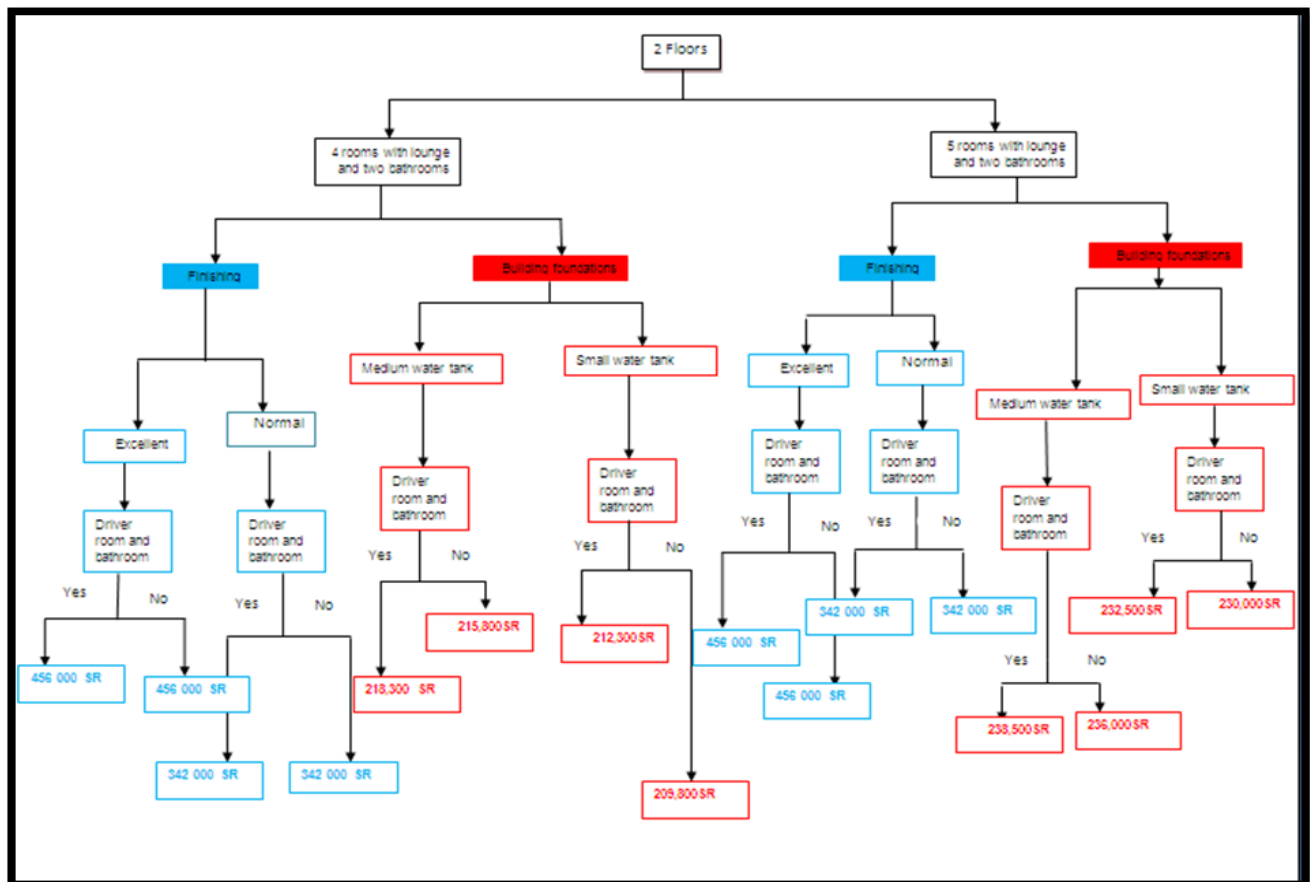 2 Floors
4 rooms with lounge
and two bathrooms
5 rooms with lounge
and two bathrooms
Finishing
Building foundations
Finishing
Building foundations
Medium water tank
Small water tank
Excellent
Normal
Medium water tank
Small water tank
Excellent
Normal
Driver
room and
bathroom
Driver
room and
bathroom
Driver
room and
bathroom
Driver
room and
bathroom
Driver
room and
bathroom
Driver
room and
bathroom
Driver
room and
bathroom
Driver
room and
bathroom
Yes
No
Yes
No
Yes
No
Yes
No
Yes
No
Yes
No
Yes
No
Yes
No
456 000 SR
456 000 SR
342 000 SR
342 000 SR
218,300 SR
215,800 SR
212,300 SR
209,800 SR
456 000 SR
456 000 SR
342 000 SR
342 000 SR
238,500 SR
236,000 SR
232,500 SR
230,000 SR